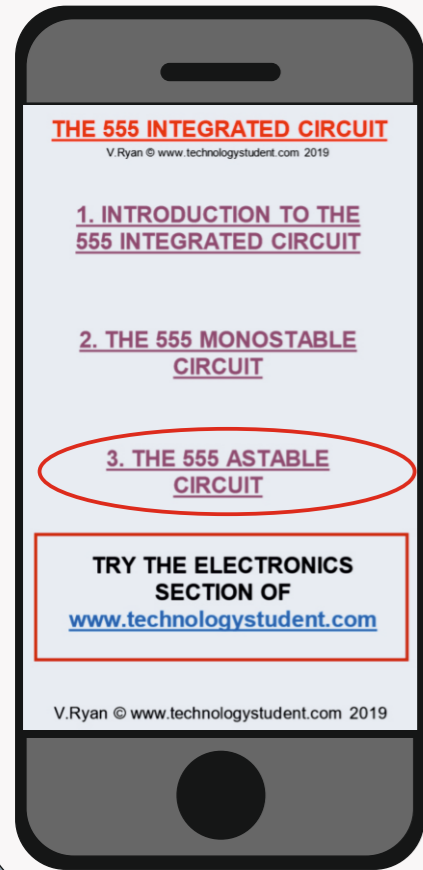 THE 555 INTEGRATED CIRCUIT
V.Ryan © www.technologystudent.com 2019
1. INTRODUCTION TO THE
555 INTEGRATED CIRCUIT
2. THE 555 MONOSTABLE
CIRCUIT
3. THE 555 ASTABLE
CIRCUIT
TRY THE ELECTRONICS
SECTION OF
www.technologystudent.com
V.Ryan © www.technologystudent.com 2019